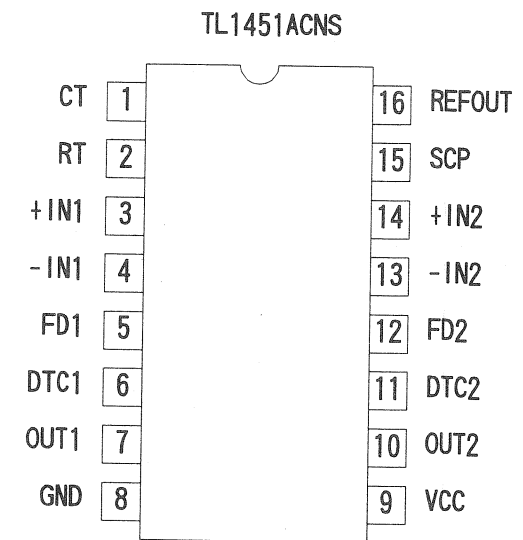 TL1451ACNS
CT 1 16 REFOUT
RT 2 15 SCP
+IN1 3 14 +IN2
-IN1 4 13 -IN2
FD1 5 12 FD2
DTC1 6 11 DTC2
OUT1 7 10 OUT2
GND 8 9 VCC